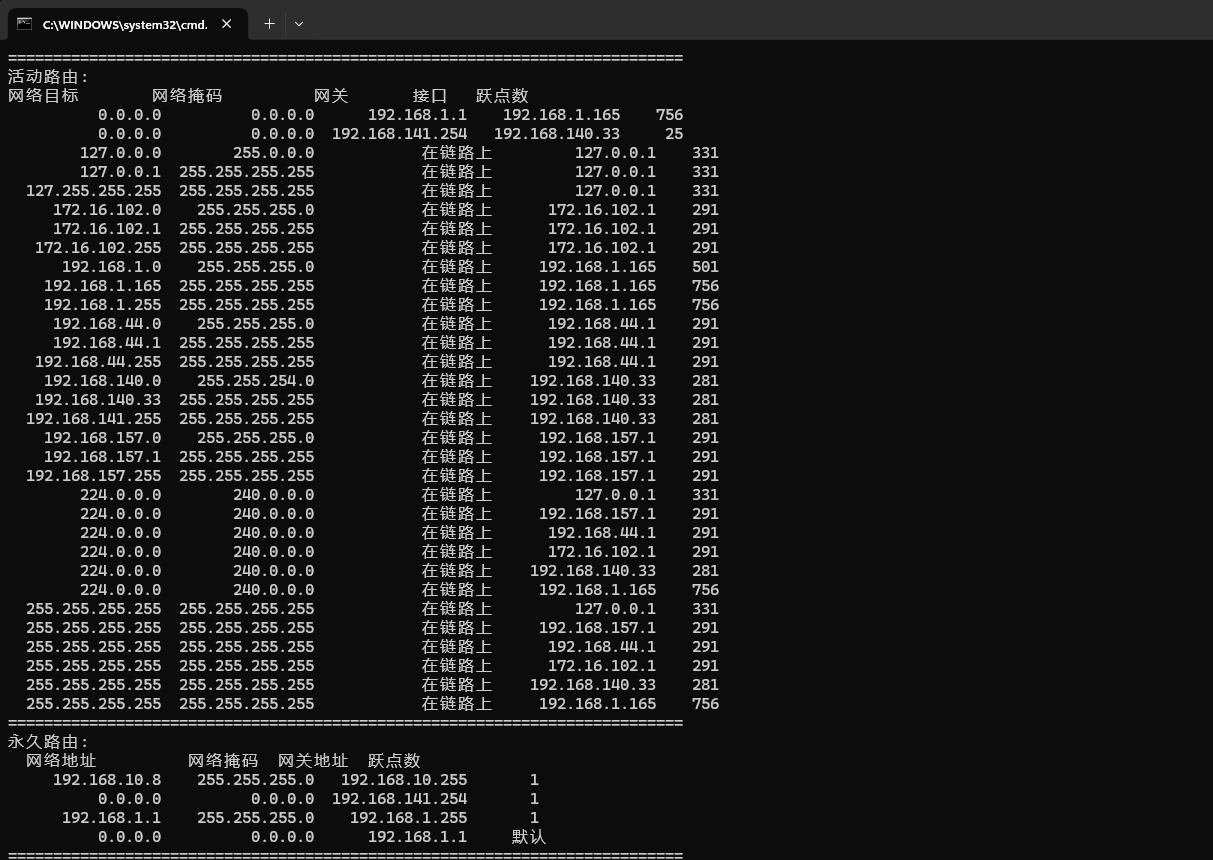 C:\WINDOWS\system32\cmd.
===========================================================================
活动路由:
网络目标        网络掩码          网关       接口   跃点数
          0.0.0.0          0.0.0.0      192.168.1.1    192.168.1.165    756
          0.0.0.0          0.0.0.0  192.168.141.254   192.168.140.33     25
        127.0.0.0        255.0.0.0            在链路上         127.0.0.1    331
        127.0.0.1  255.255.255.255            在链路上         127.0.0.1    331
  127.255.255.255  255.255.255.255            在链路上         127.0.0.1    331
     172.16.102.0    255.255.255.0            在链路上      172.16.102.1    291
     172.16.102.1  255.255.255.255            在链路上      172.16.102.1    291
   172.16.102.255  255.255.255.255            在链路上      172.16.102.1    291
      192.168.1.0    255.255.255.0            在链路上     192.168.1.165    501
    192.168.1.165  255.255.255.255            在链路上     192.168.1.165    756
    192.168.1.255  255.255.255.255            在链路上     192.168.1.165    756
     192.168.44.0    255.255.255.0            在链路上      192.168.44.1    291
     192.168.44.1  255.255.255.255            在链路上      192.168.44.1    291
   192.168.44.255  255.255.255.255            在链路上      192.168.44.1    291
    192.168.140.0    255.255.254.0            在链路上    192.168.140.33    281
   192.168.140.33  255.255.255.255            在链路上    192.168.140.33    281
  192.168.141.255  255.255.255.255            在链路上    192.168.140.33    281
    192.168.157.0    255.255.255.0            在链路上     192.168.157.1    291
    192.168.157.1  255.255.255.255            在链路上     192.168.157.1    291
  192.168.157.255  255.255.255.255            在链路上     192.168.157.1    291
        224.0.0.0        240.0.0.0            在链路上         127.0.0.1    331
        224.0.0.0        240.0.0.0            在链路上     192.168.157.1    291
        224.0.0.0        240.0.0.0            在链路上      192.168.44.1    291
        224.0.0.0        240.0.0.0            在链路上      172.16.102.1    291
        224.0.0.0        240.0.0.0            在链路上    192.168.140.33    281
        224.0.0.0        240.0.0.0            在链路上     192.168.1.165    756
  255.255.255.255  255.255.255.255            在链路上         127.0.0.1    331
  255.255.255.255  255.255.255.255            在链路上     192.168.157.1    291
  255.255.255.255  255.255.255.255            在链路上      192.168.44.1    291
  255.255.255.255  255.255.255.255            在链路上      172.16.102.1    291
  255.255.255.255  255.255.255.255            在链路上    192.168.140.33    281
  255.255.255.255  255.255.255.255            在链路上     192.168.1.165    756
===========================================================================
永久路由:
  网络地址          网络掩码  网关地址  跃点数
     192.168.10.8    255.255.255.0   192.168.10.255       1
          0.0.0.0          0.0.0.0  192.168.141.254       1
      192.168.1.1    255.255.255.0    192.168.1.255       1
          0.0.0.0          0.0.0.0      192.168.1.1     默认
===========================================================================